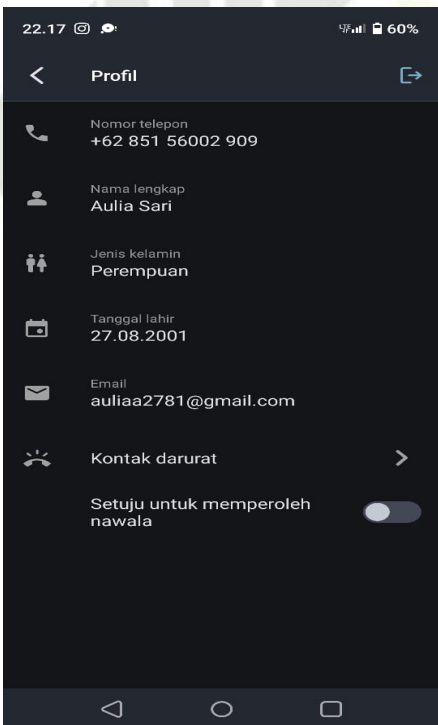 22.17 LTE 60%
Profil
Nomor telepon
+62 851 56002 909
Nama lengkap
Aulia Sari
Jenis kelamin
Perempuan
Tanggal lahir
27.08.2001
Email
auliaa2781@gmail.com
Kontak darurat
Setuju untuk memperoleh
nawala